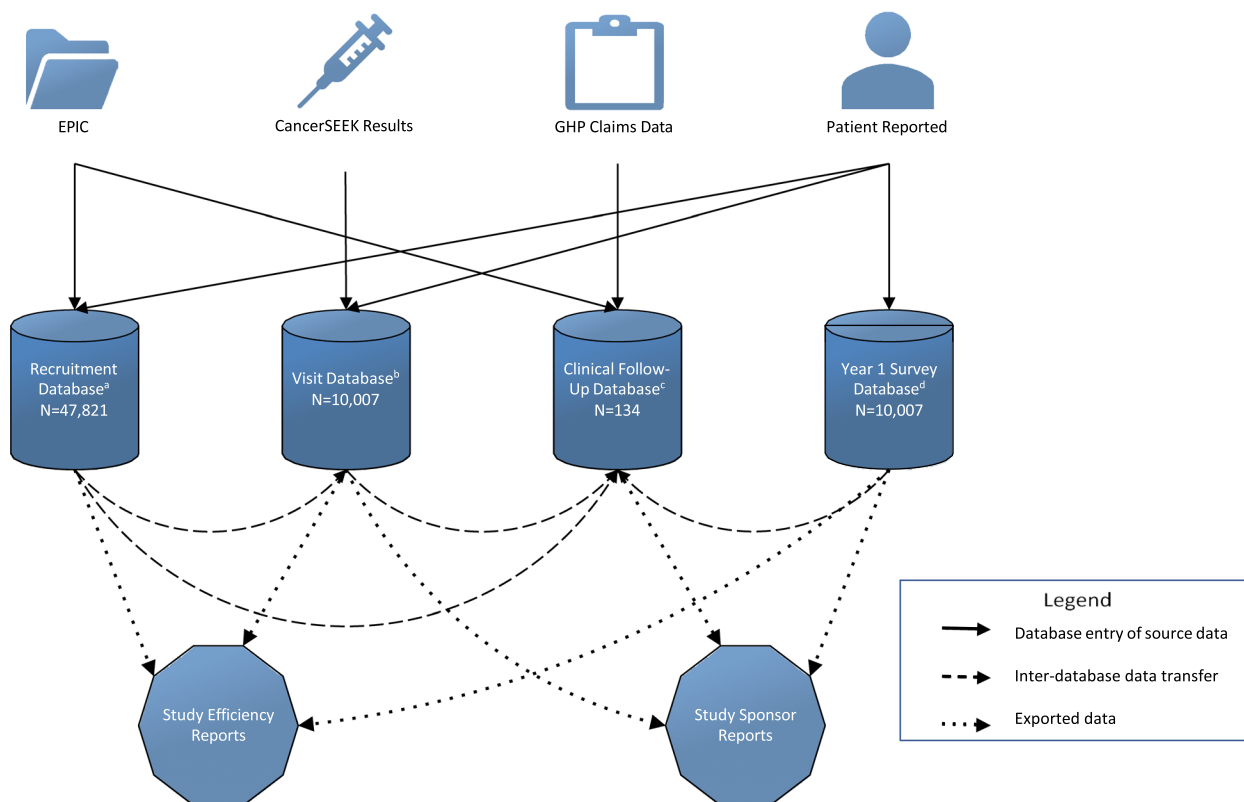 EPIC
CancerSEEK Results
GHP Claims Data
Patient Reported
Recruitment
Databaseᵃ
N=47,821
Visit Databaseᵇ
N=10,007
Clinical Follow-
Up Databaseᶜ
N=134
Year 1 Survey
Databaseᵈ
N=10,007
Study Efficiency
Reports
Study Sponsor
Reports
Legend
Database entry of source data
Inter-database data transfer
Exported data